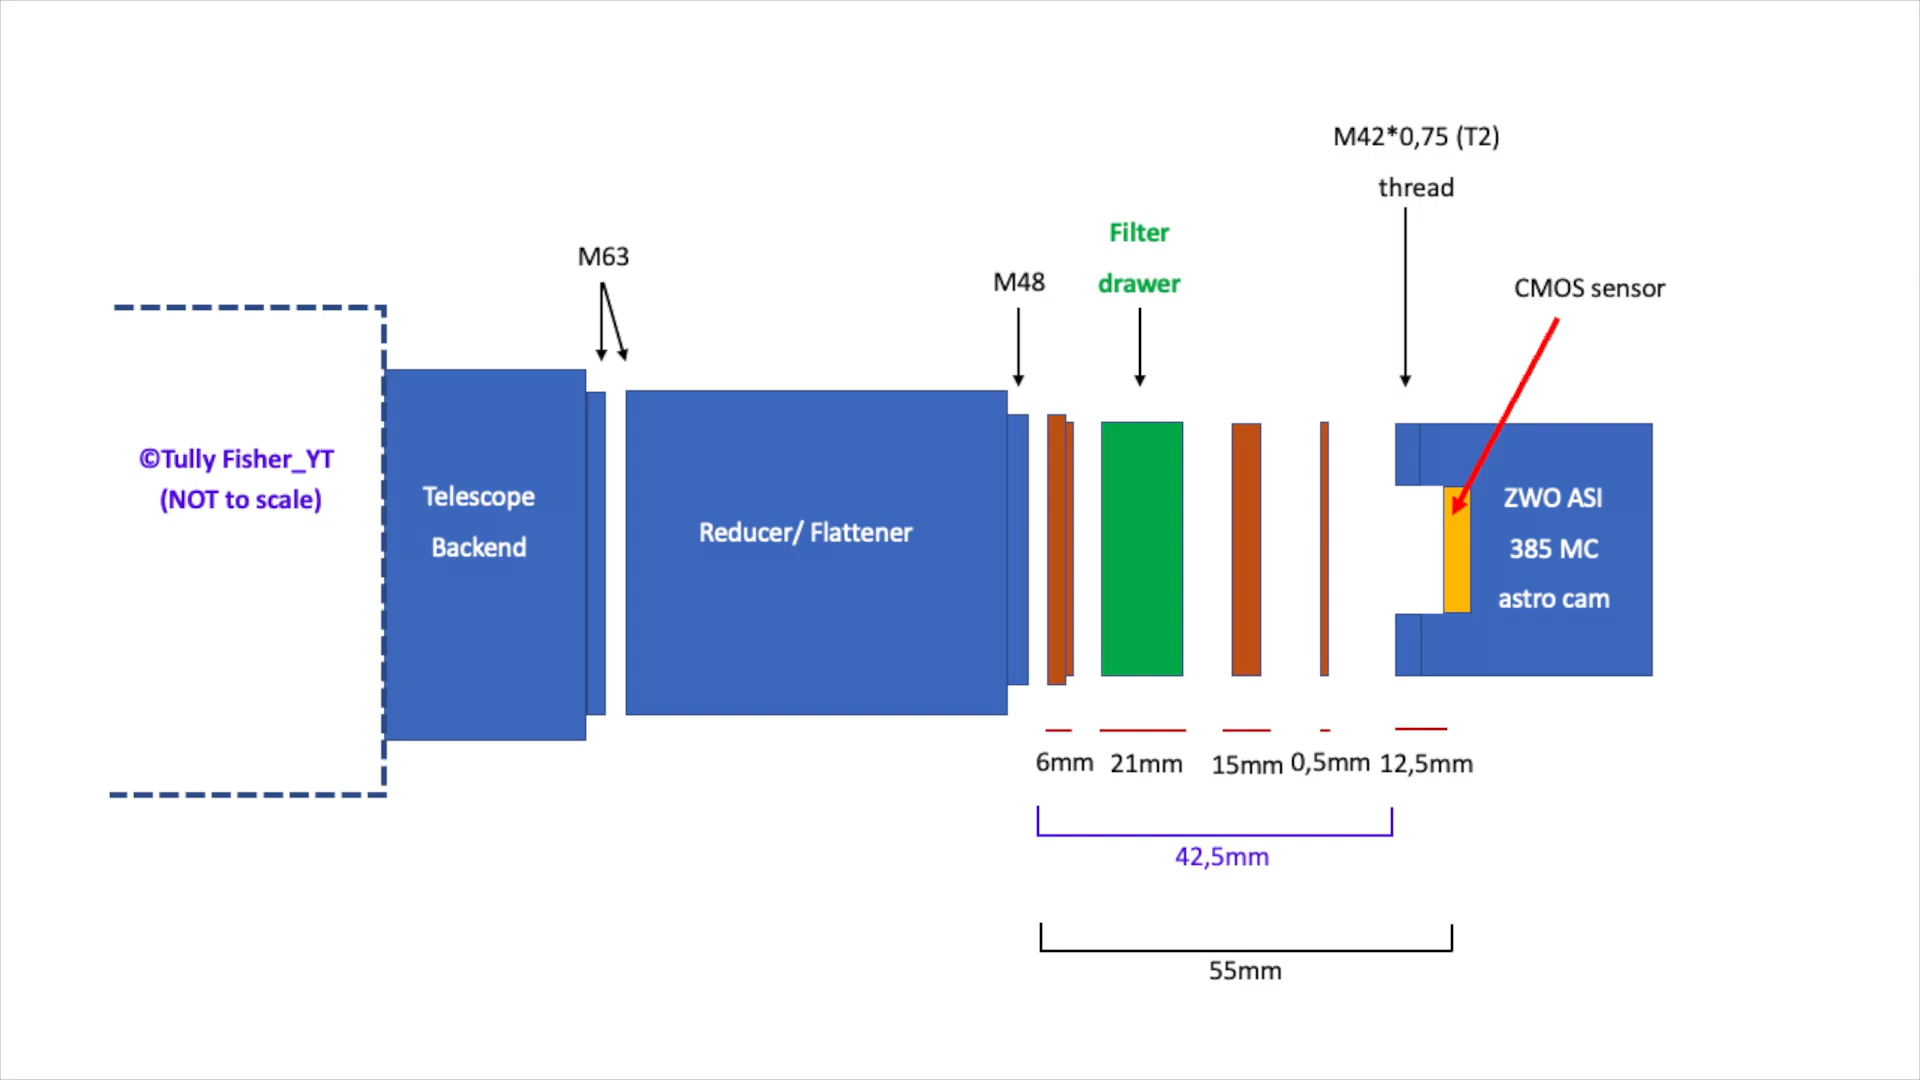 M42*0,75 (T2)
thread
Filter
drawer
M63
M48
CMOS sensor
©Tully Fisher_YT
(NOT to scale)
Telescope
Backend
Reducer/ Flattener
ZWO ASI
385 MC
astro cam
6mm
21mm
15mm
0,5mm
12,5mm
42,5mm
55mm